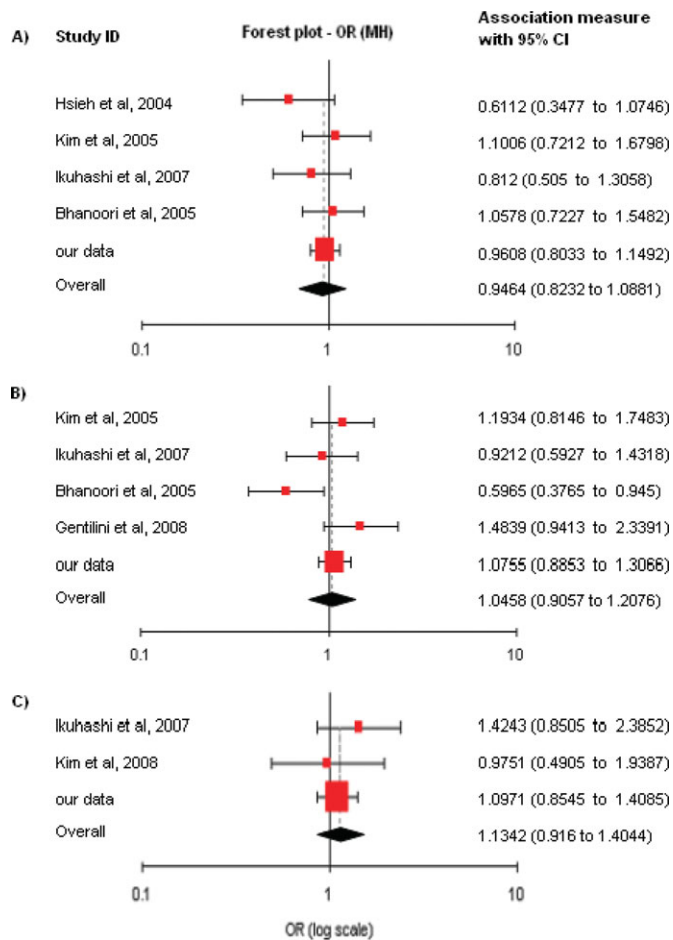 A) Study ID Forest plot - OR (MH) Association measure with 95% CI
Hsieh et al, 2004 0.6112 (0.3477 to 1.0746)
Kim et al, 2005 1.1006 (0.7212 to 1.6798)
Ikuhashi et al, 2007 0.812 (0.505 to 1.3058)
Bhanoori et al, 2005 1.0578 (0.7227 to 1.5482)
our data 0.9608 (0.8033 to 1.1492)
Overall 0.9464 (0.8232 to 1.0881)
0.1 1 10
B)
Kim et al, 2005 1.1934 (0.8146 to 1.7483)
Ikuhashi et al, 2007 0.9212 (0.5927 to 1.4318)
Bhanoori et al, 2005 0.5965 (0.3765 to 0.945)
Gentilini et al, 2008 1.4839 (0.9413 to 2.3391)
our data 1.0755 (0.8853 to 1.3066)
Overall 1.0458 (0.9057 to 1.2076)
0.1 1 10
C)
Ikuhashi et al, 2007 1.4243 (0.8505 to 2.3852)
Kim et al, 2008 0.9751 (0.4905 to 1.9387)
our data 1.0971 (0.8545 to 1.4085)
Overall 1.1342 (0.916 to 1.4044)
0.1 1 10
OR (log scale)